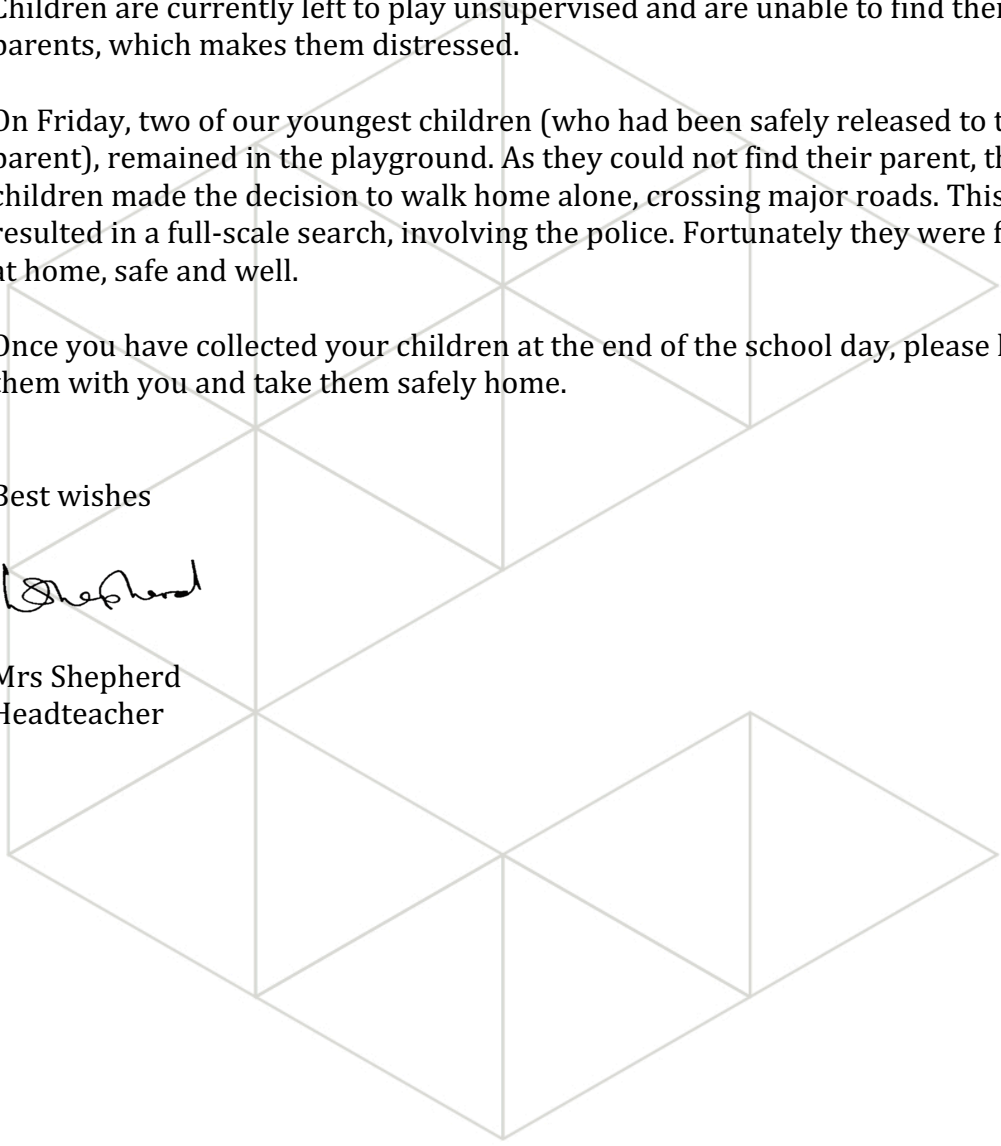 Children are currently left to play unsupervised and are unable to find thei
parents, which makes them distressed.
On Friday, two of our youngest children (who had been safely released to t
parent), remained in the playground. As they could not find their parent, th
children made the decision to walk home alone, crossing major roads. This
resulted in a full-scale search, involving the police. Fortunately they were f
at home, safe and well.
Once you have collected your children at the end of the school day, please
them with you and take them safely home.
Best wishes
Shepherd
Mrs Shepherd
Headteacher